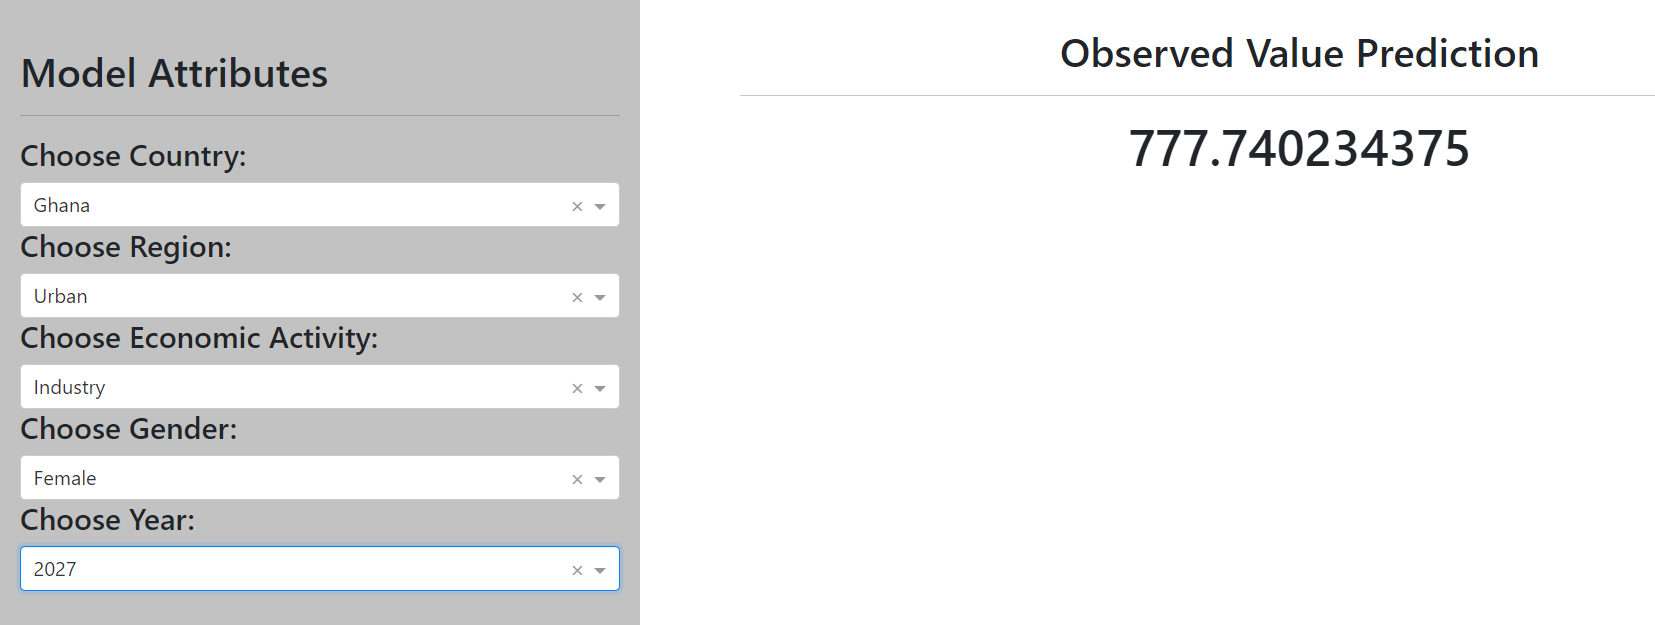 Model Attributes
Choose Country:
Ghana
Choose Region:
Urban
Choose Economic Activity:
Industry
Choose Gender:
Female
Choose Year:
2027
Observed Value Prediction
777.740234375